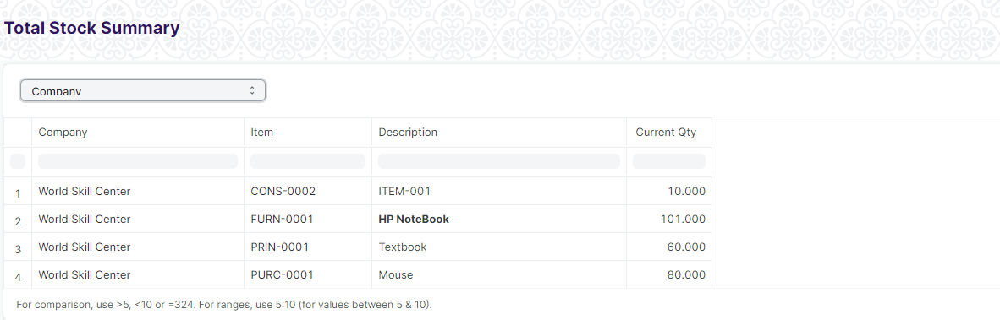 Total Stock Summary
Company
Company Item Description Current Qty
1 World Skill Center CONS-0002 ITEM-001 10.000
2 World Skill Center FURN-0001 HP NoteBook 101.000
3 World Skill Center PRIN-0001 Textbook 60.000
4 World Skill Center PURC-0001 Mouse 80.000
For comparison, use >5, <10 or =324. For ranges, use 5:10 (for values between 5 & 10).